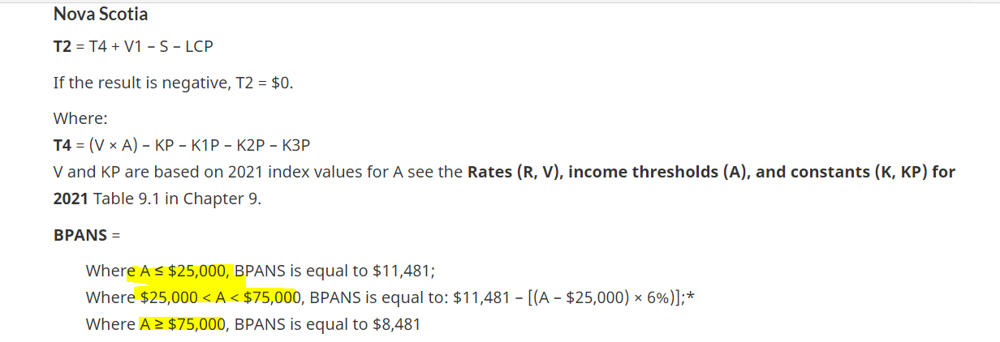 Nova Scotia
T2 = T4 + V1 – S – LCP
If the result is negative, T2 = $0.
Where:
T4 = (V × A) – KP – K1P – K2P – K3P
V and KP are based on 2021 index values for A see the Rates (R, V), income thresholds (A), and constants (K, KP) for
2021 Table 9.1 in Chapter 9.
BPANS =
Where A ≤ $25,000, BPANS is equal to $11,481;
Where $25,000 < A < $75,000, BPANS is equal to: $11,481 – [(A – $25,000) × 6%)];*
Where A ≥ $75,000, BPANS is equal to $8,481